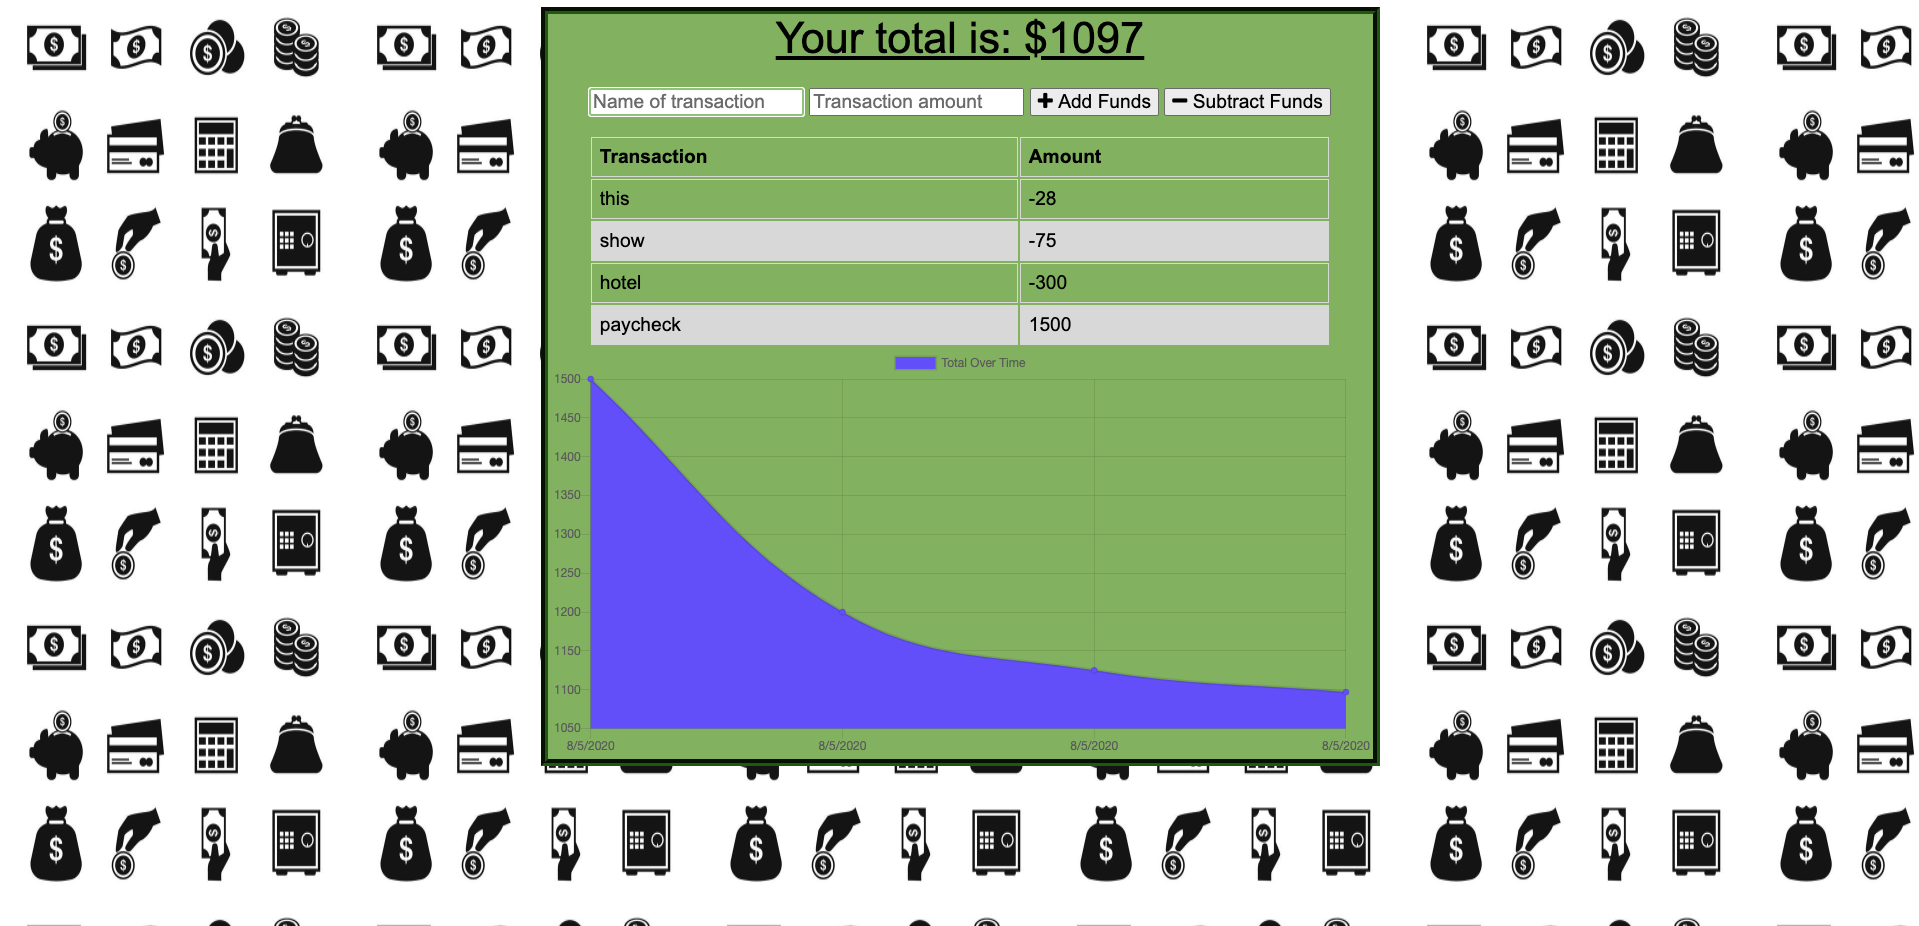 Your total is: $1097
Name of transaction Transaction amount Add Funds Subtract Funds
Transaction Amount
this -28
show -75
hotel -300
paycheck 1500
Total Over Time
1500
1450
1400
1350
1300
1250
1200
1150
1100
1050
8/5/2020 8/5/2020 8/5/2020 8/5/2020